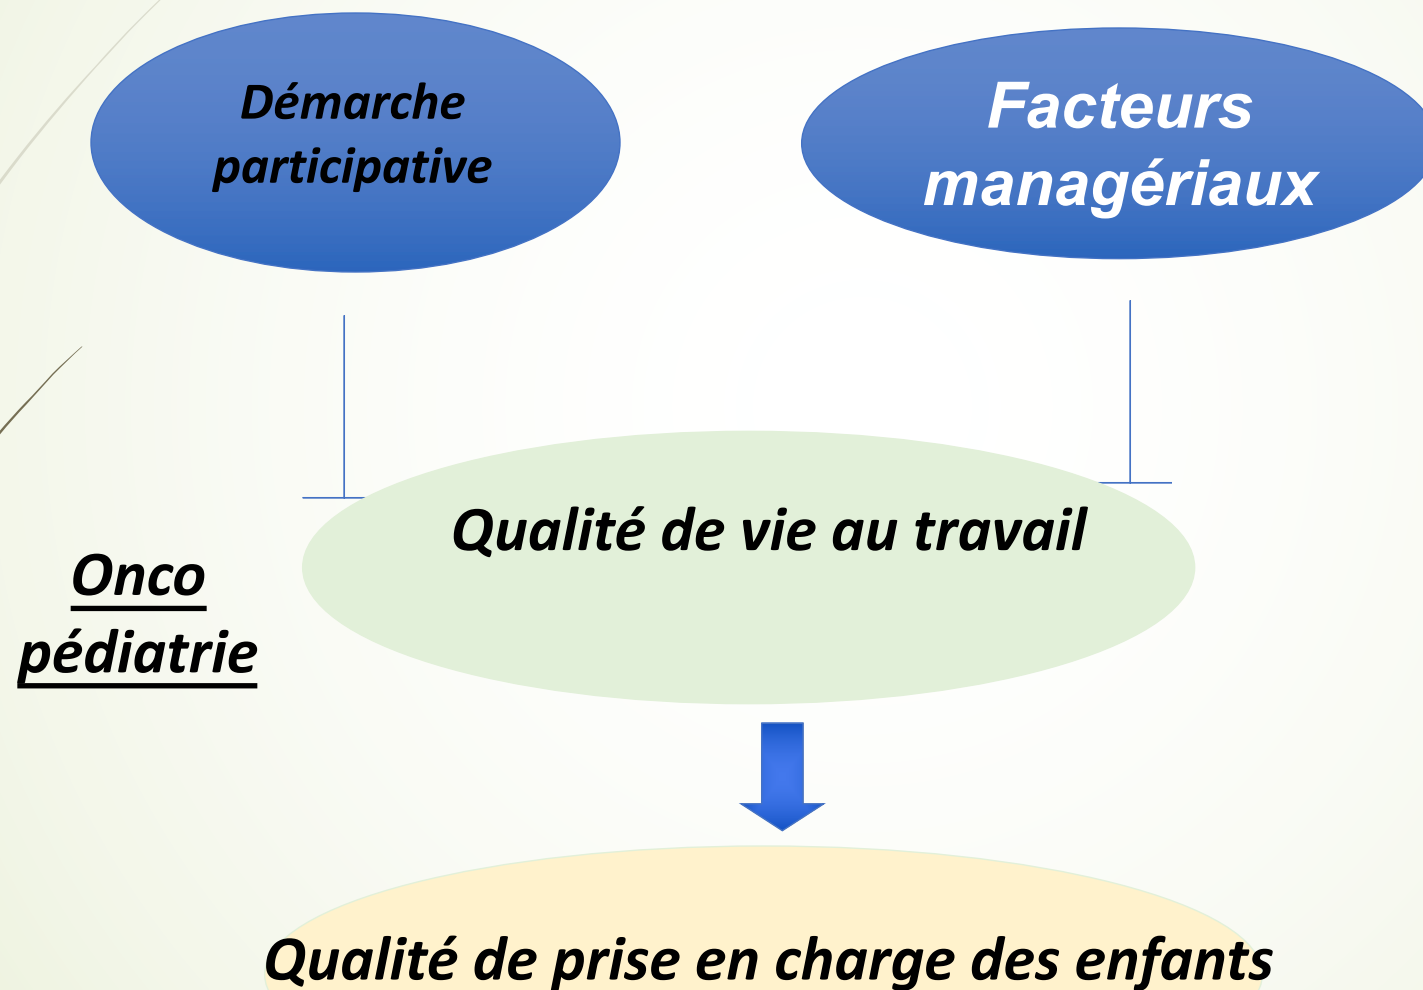 Démarche
participative
Facteurs
managériaux
Qualité de vie au travail
Onco
pédiatrie
Qualité de prise en charge des enfants